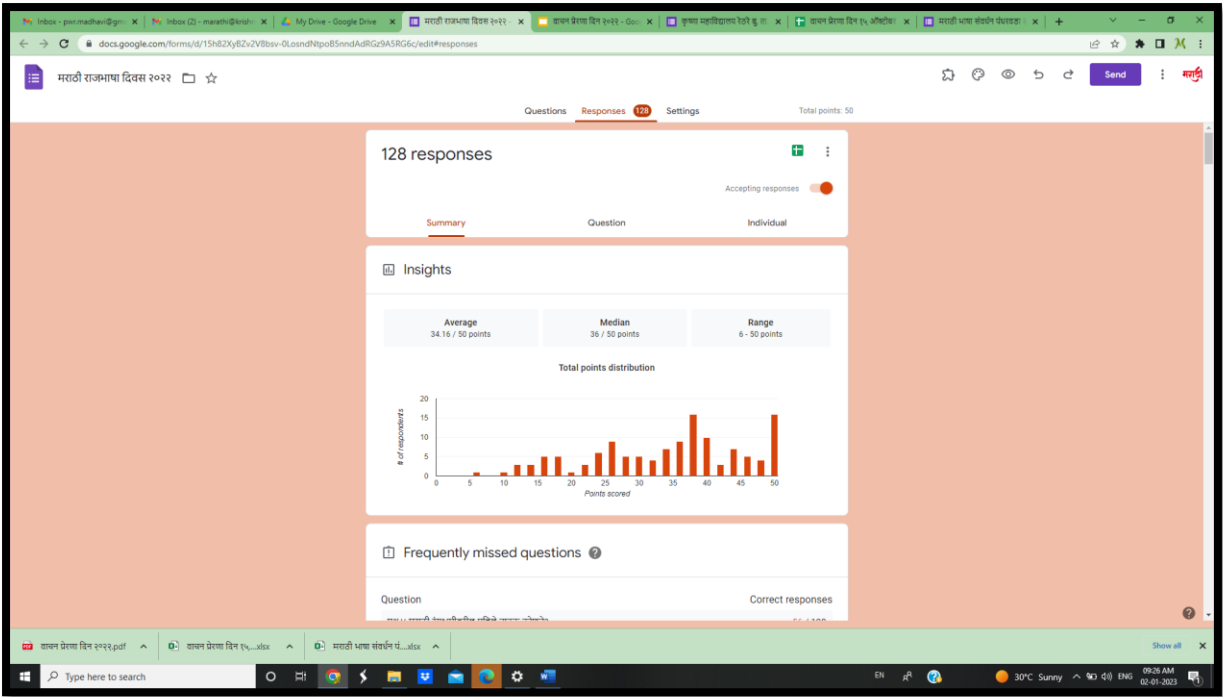 Inbox - pwr.madhavi@gm
Inbox (2) - marathi@krish
My Drive - Google Drive
मराठी राजभाषा दिवस २०२२ -
वाचन प्रेरणा दिन २०२२ - Goo
कृष्णा महाविद्यालय रेठरे बु.
वाचन प्रेरणा दिन १५ ऑक्टोबर
मराठी भाषा संवर्धन पंधरवडा
docs.google.com/forms/d/15h82XyBZv2V8bsv-0LosndNtpoB5nndAdRGz9A5RG6c/edit#responses
मराठी राजभाषा दिवस २०२२
Send
मराठी
Questions Responses 128 Settings
Total points: 50
128 responses
Accepting responses
Summary Question Individual
Insights
Average Median Range
34.16 / 50 points 36 / 50 points 6 - 50 points
Total points distribution
# of respondents
20
15
10
5
0
0 5 10 15 20 25 30 35 40 45 50
Points scored
Frequently missed questions
Question Correct responses
वाचन प्रेरणा दिन २०२२.pdf
वाचन प्रेरणा दिन १५....xlsx
मराठी भाषा संवर्धन पं....xlsx
Show all
Type here to search
EN
30°C Sunny
ENG
09:26 AM
02-01-2023